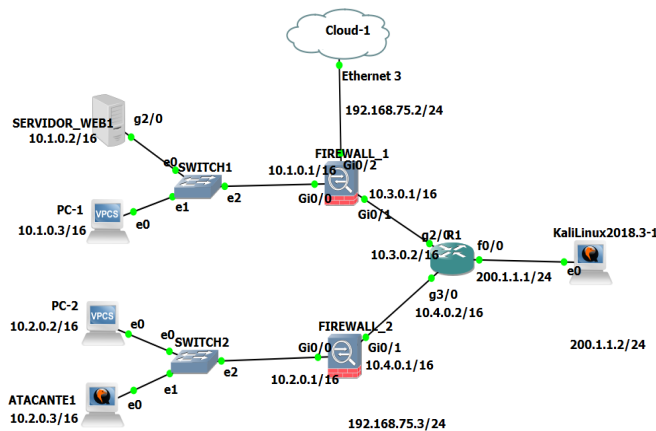 Cloud-1
Ethernet 3
192.168.75.2/24
SERVIDOR_WEB1
g2/0
10.1.0.2/16
e0
SWITCH1
FIREWALL_1
10.1.0.1/16
Gi0/2
10.3.0.1/16
PC-1
VPCS
e0
e1
e2
Gi0/0
Gi0/1
10.1.0.3/16
g2/0
R1
f0/0
KaliLinux2018.3-1
10.3.0.2/16
200.1.1.1/24
e0
g3/0
10.4.0.2/16
PC-2
10.2.0.2/16
VPCS
e0
e0
SWITCH2
FIREWALL_2
Gi0/0
Gi0/1
200.1.1.2/24
e1
e2
10.2.0.1/16
10.4.0.1/16
ATACANTE1
e0
10.2.0.3/16
192.168.75.3/24